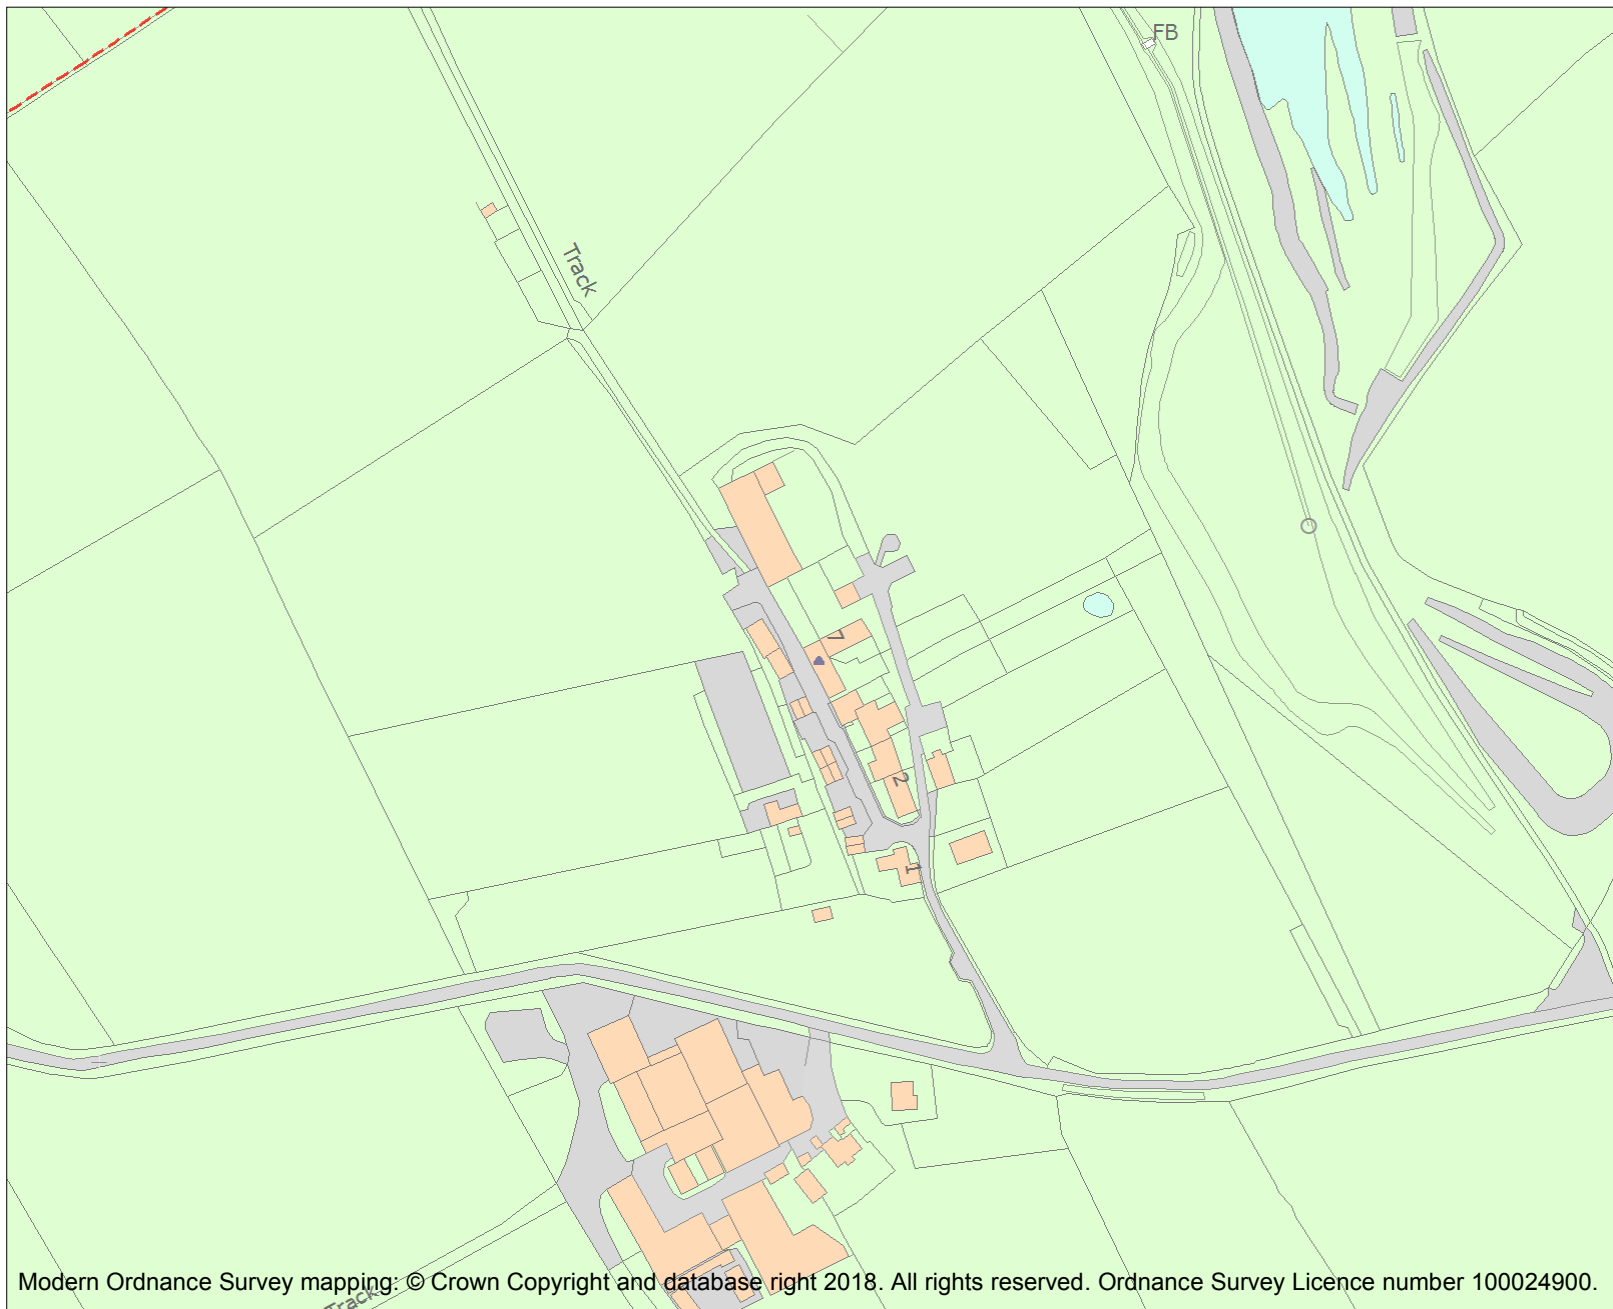 FB
Track
7
2
1
Modern Ordnance Survey mapping: © Crown Copyright and database right 2018. All rights reserved. Ordnance Survey Licence number 100024900.
Track